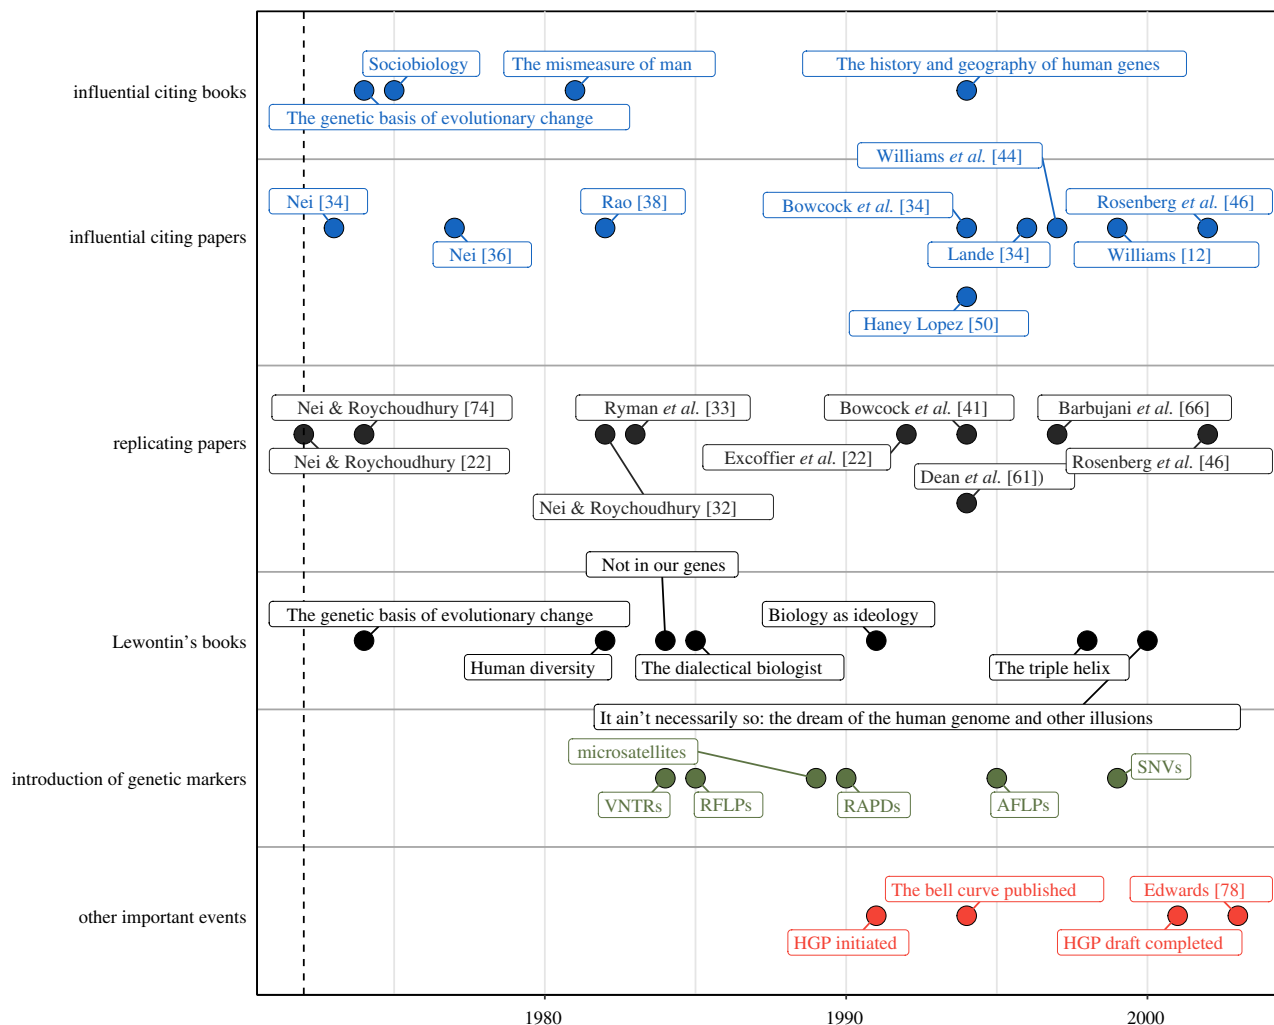 Sociobiology
The mismeasure of man
The history and geography of human genes
influential citing books
The genetic basis of evolutionary change
Williams et al. [44]
Nei [34]
Rao [38]
Bowcock et al. [34]
Rosenberg et al. [46]
influential citing papers
Nei [36]
Lande [34]
Williams [12]
Haney Lopez [50]
Nei & Roychoudhury [74]
Ryman et al. [33]
Bowcock et al. [41]
Barbujani et al. [66]
replicating papers
Nei & Roychoudhury [22]
Excoffier et al. [22]
Rosenberg et al. [46]
Dean et al. [61])
Nei & Roychoudhury [32]
Not in our genes
The genetic basis of evolutionary change
Biology as ideology
Lewontin's books
Human diversity
The dialectical biologist
The triple helix
It ain't necessarily so: the dream of the human genome and other illusions
microsatellites
SNVs
introduction of genetic markers
VNTRs
RFLPs
RAPDs
AFLPs
The bell curve published
Edwards [78]
other important events
HGP initiated
HGP draft completed
1980
1990
2000